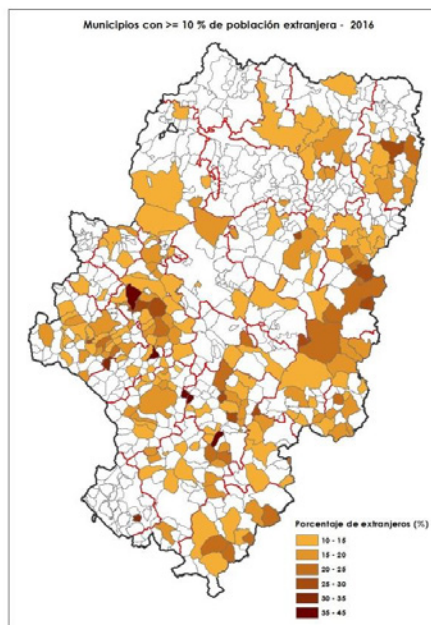 Municipios con >= 10 % de población extranjera - 2016
Porcentaje de extranjeros (%)
10 - 15
15 - 20
20 - 25
25 - 30
30 - 35
35 - 45